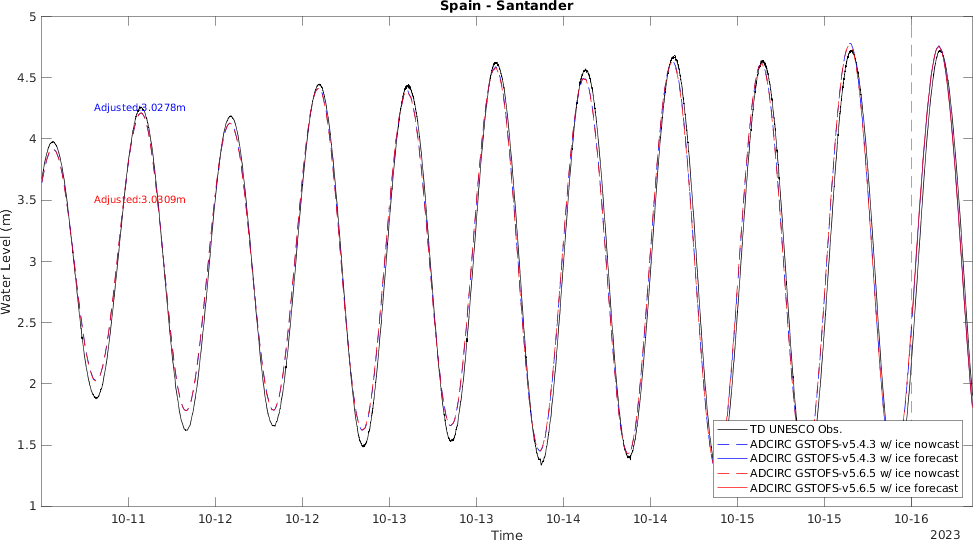 Spain - Santander
5
4.5
4
3.5
3
2.5
2
1.5
1
Water Level (m)
Adjusted:3.0278m
Adjusted:3.0309m
TD UNESCO Obs.
ADCIRC GSTOFS-v5.4.3 w/ ice nowcast
ADCIRC GSTOFS-v5.4.3 w/ ice forecast
ADCIRC GSTOFS-v5.6.5 w/ ice nowcast
ADCIRC GSTOFS-v5.6.5 w/ ice forecast
10-11 10-12 10-12 10-13 10-13 10-14 10-14 10-15 10-15 10-16
Time
2023